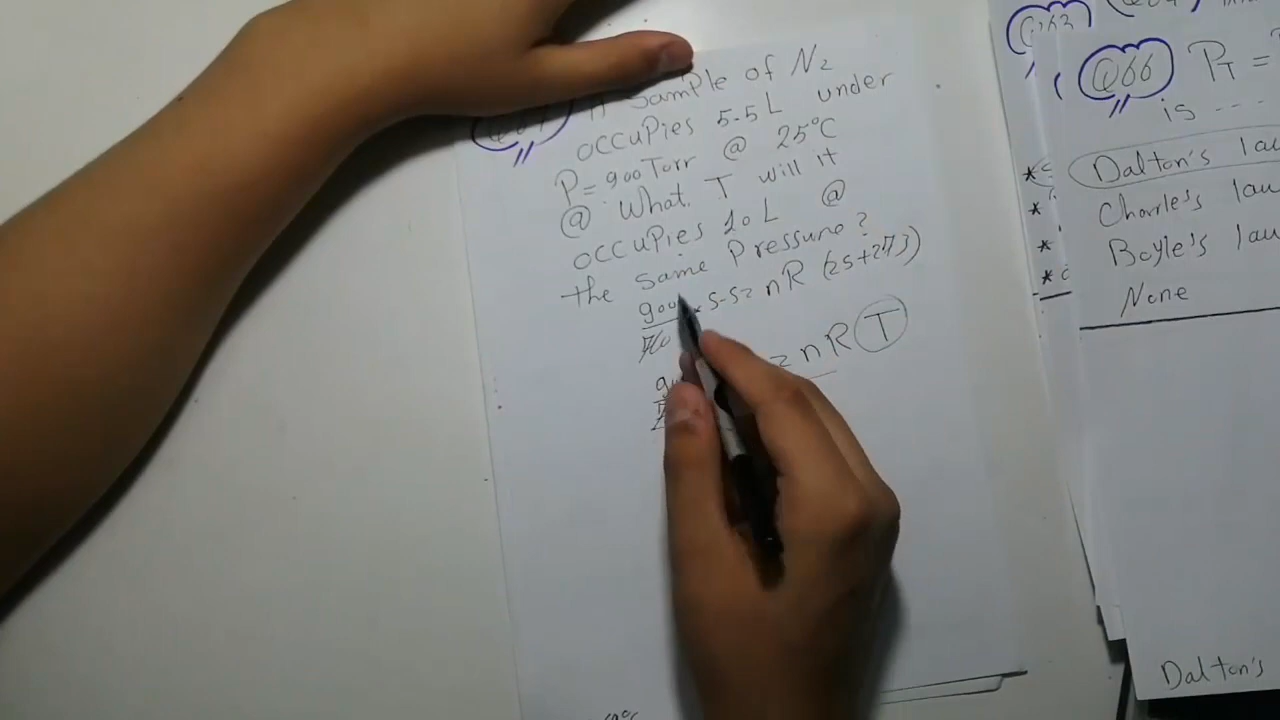 Sample of N2
occupies 5.5 L under
P = 900 Torr @ 25°C
@ What T will it
occupies 10 L @
the same Pressure?
900 × 5.5 = nR (25+273)
760
= nR T
@63
@66 PT =
is ...
* Dalton's law
* Charle's law
* Boyle's law
* None
Dalton's